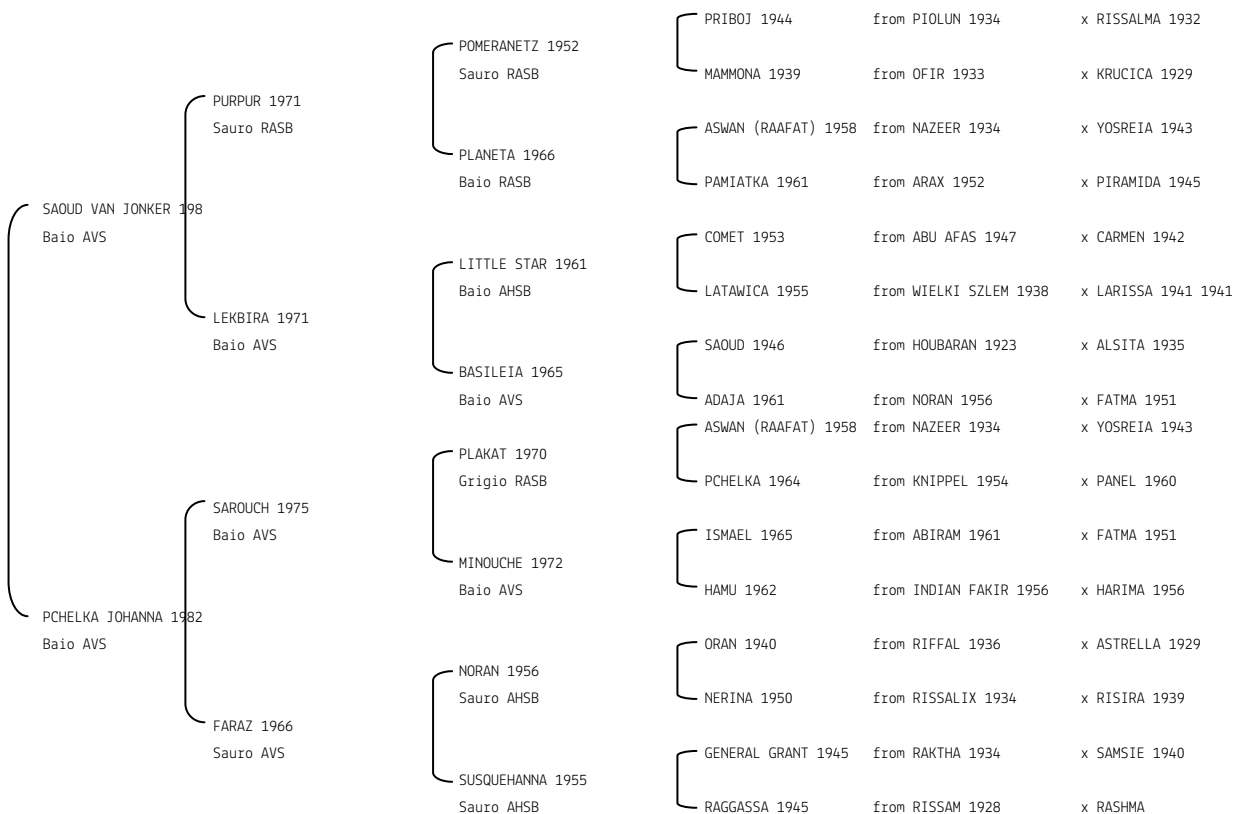 PRIBOJ 1944 from PIOLUN 1934 x RISSALMA 1932
POMERANETZ 1952
Sauro RASB MAMMONA 1939 from OFIR 1933 x KRUCICA 1929
PURPUR 1971
Sauro RASB ASWAN (RAAFAT) 1958 from NAZEER 1934 x YOSREIA 1943
PLANETA 1966
Baio RASB PAMIATKA 1961 from ARAX 1952 x PIRAMIDA 1945
SAOUD VAN JONKER 198
Baio AVS COMET 1953 from ABU AFAS 1947 x CARMEN 1942
LITTLE STAR 1961
Baio AHSB LATAWICA 1955 from WIELKI SZLEM 1938 x LARISSA 1941 1941
LEKBIRA 1971
Baio AVS SAOUD 1946 from HOUBARAN 1923 x ALSITA 1935
BASILEIA 1965
Baio AVS ADAJA 1961 from NORAN 1956 x FATMA 1951
ASWAN (RAAFAT) 1958 from NAZEER 1934 x YOSREIA 1943
PLAKAT 1970
Grigio RASB PCHELKA 1964 from KNIPPEL 1954 x PANEL 1960
SAROUCH 1975
Baio AVS ISMAEL 1965 from ABIRAM 1961 x FATMA 1951
MINOUCHE 1972
Baio AVS HAMU 1962 from INDIAN FAKIR 1956 x HARIMA 1956
PCHELKA JOHANNA 1982
Baio AVS ORAN 1940 from RIFFAL 1936 x ASTRELLA 1929
NORAN 1956
Sauro AHSB NERINA 1950 from RISSALIX 1934 x RISIRA 1939
FARAZ 1966
Sauro AVS GENERAL GRANT 1945 from RAKTHA 1934 x SAMSIE 1940
SUSQUEHANNA 1955
Sauro AHSB RAGGASSA 1945 from RISSAM 1928 x RASHMA